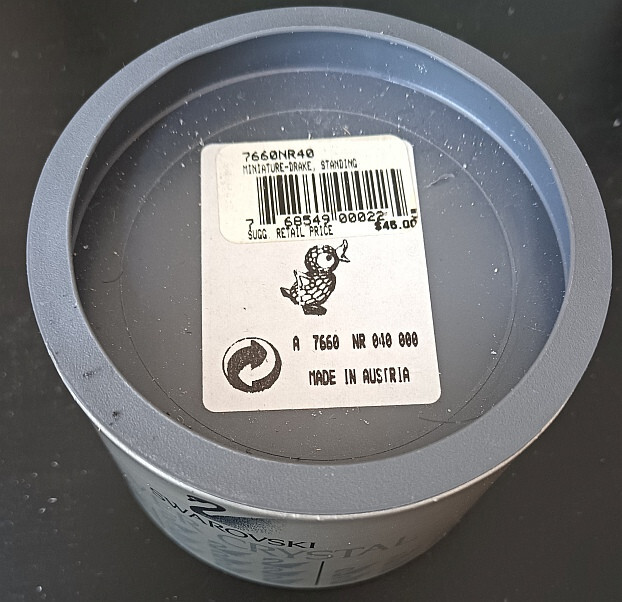 7660NR40
MINIATURE-DRAKE, STANDING
7 68549 00022
SUGG. RETAIL PRICE $45.00
A 7660 NR 040 000
MADE IN AUSTRIA
SWAROVSKI
CRYSTAL